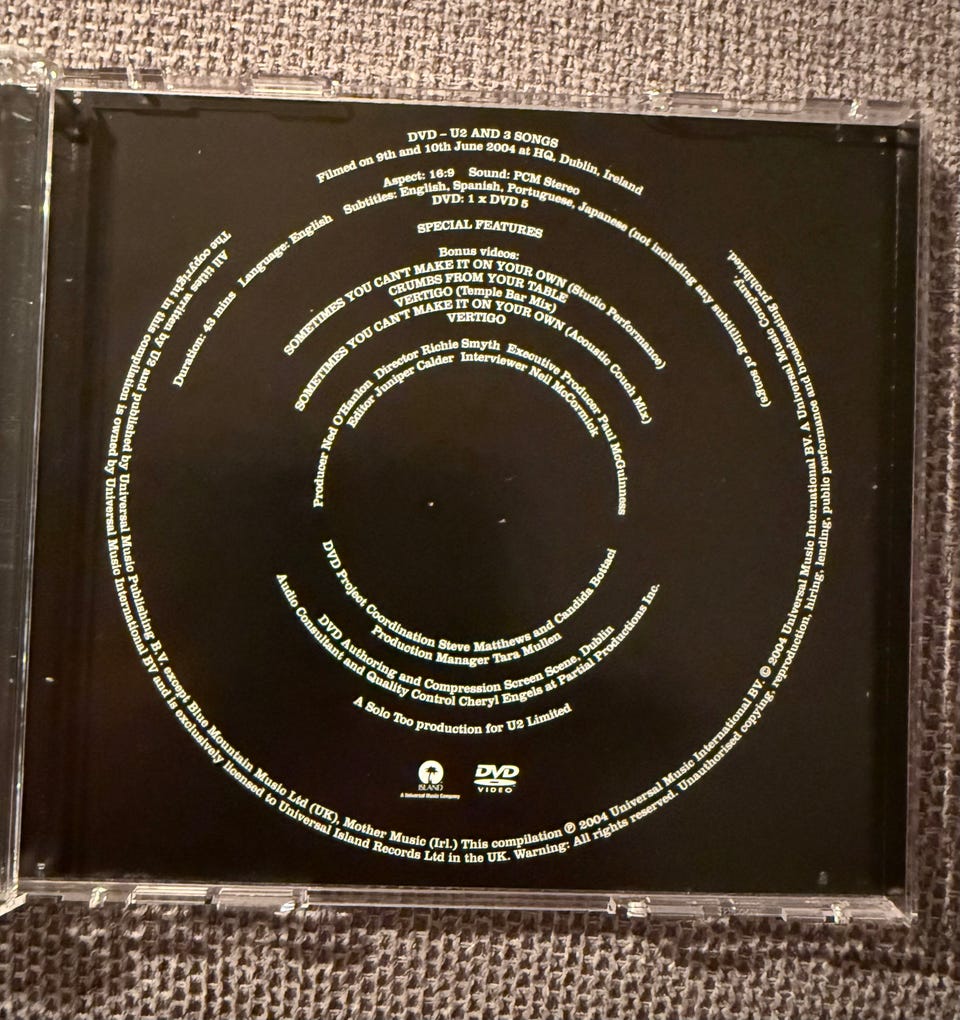 DVD – U2 AND 3 SONGS
Filmed on 9th and 10th June 2004 at HQ, Dublin, Ireland
Aspect: 16:9 Sound: PCM Stereo
Duration: 43 mins Language: English Subtitles: English, Spanish, Portuguese, Japanese (not including any subtitling of songs)
DVD: 1 x DVD 5
SPECIAL FEATURES
Bonus videos:
SOMETIMES YOU CAN'T MAKE IT ON YOUR OWN (Studio Performance)
CRUMBS FROM YOUR TABLE
VERTIGO (Temple Bar Mix)
SOMETIMES YOU CAN'T MAKE IT ON YOUR OWN (Acoustic Couch Mix)
VERTIGO
Producer Ned O'Hanlon Director Richie Smyth Executive Producer Paul McGuinness
Editor Juniper Calder Interviewer Neil McCormick
DVD Project Coordination Steve Matthews and Candida Bottaci
Production Manager Tara Mullen
DVD Authoring and Compression Screen Scene, Dublin
Audio Consultant and Quality Control Cheryl Engels at Partial Productions Inc.
A Solo Too production for U2 Limited
ISLAND
A Universal Music Company
DVD
VIDEO
All titles written by U2 and published by Universal Music Publishing B.V. except Blue Mountain Music Ltd (UK), Mother Music (Irl.) This compilation ℗ 2004 Universal Music International BV. © 2004 Universal Music International BV. A Universal Music Company.
The copyright in this compilation is owned by Universal Music International BV and is exclusively licensed to Universal Island Records Ltd in the UK. Warning: All rights reserved. Unauthorised copying, reproduction, hiring, lending, public performance and broadcasting prohibited.